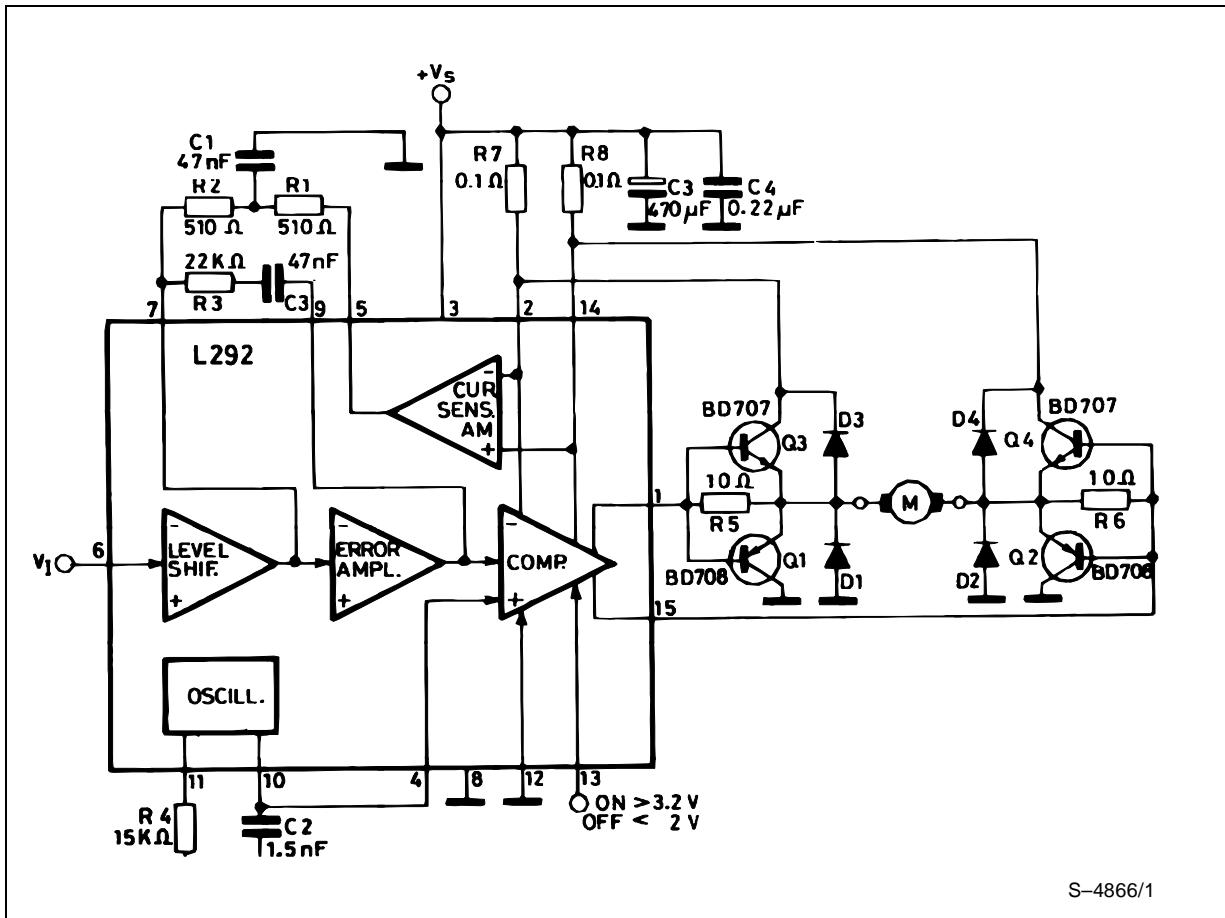 +Vs
C1
47nF
R2
510 Ω
R1
510 Ω
22KΩ
R3
47nF
C3
R7
0.1Ω
R8
0.1Ω
C3
470µF
C4
0.22µF
7
9
5
3
2
14
L292
CUR
SENS.
AM
-
+
VI
6
-
LEVEL
SHIF.
+
-
ERROR
AMPL.
+
-
COMP.
+
1
15
BD707
Q3
D3
10Ω
R5
BD708
Q1
D1
M
D4
BD707
Q4
10Ω
R6
D2
Q2
BD708
OSCILL.
11
10
4
8
12
13
R4
15KΩ
C2
1.5nF
ON >3.2 V
OFF < 2 V
S–4866/1